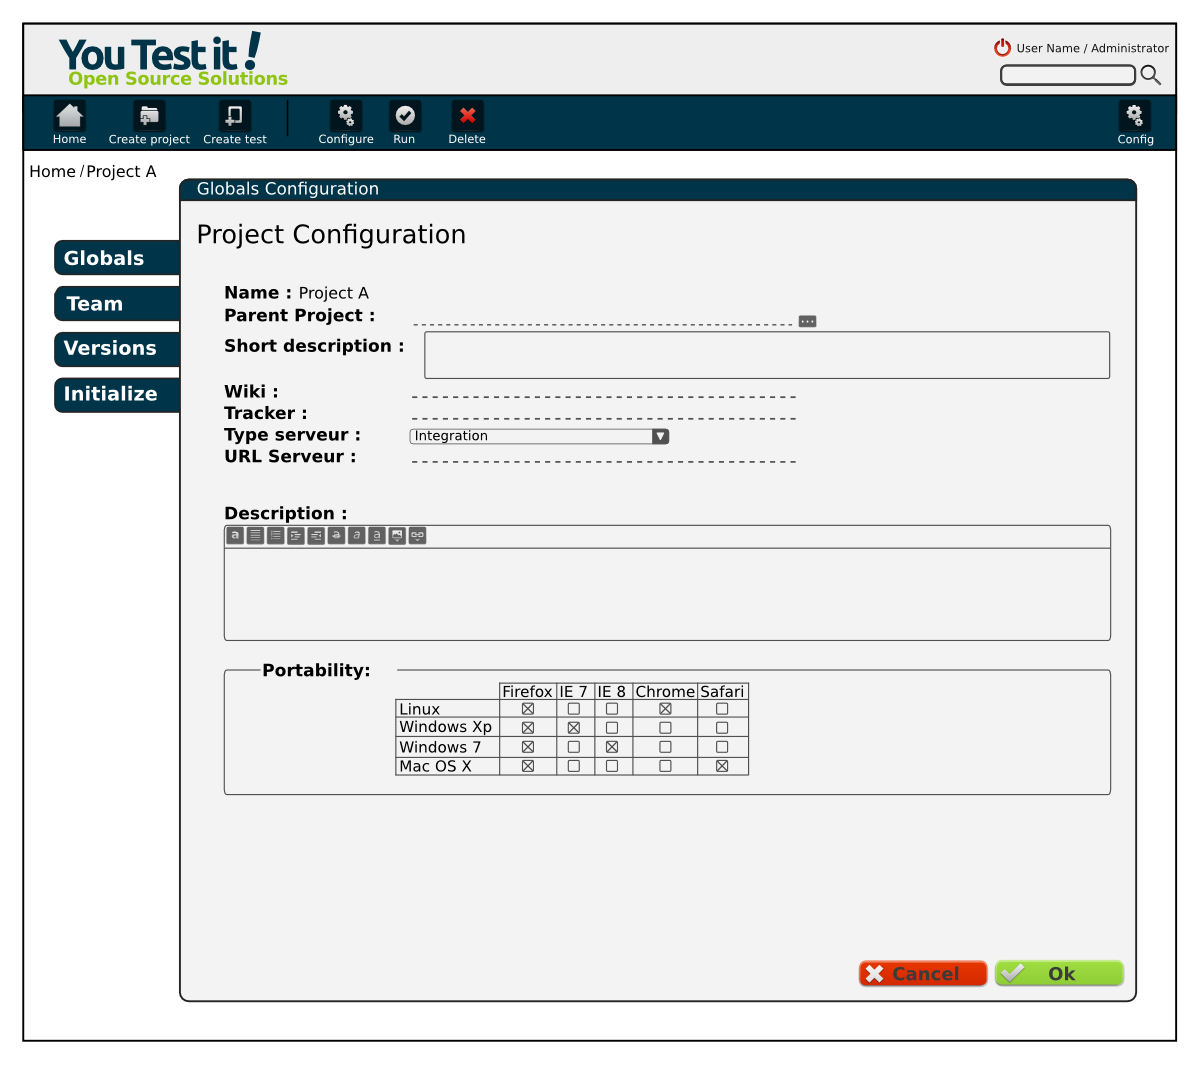 You Test it!
Open Source Solutions
User Name / Administrator
Home Create project Create test Configure Run Delete Config
Home / Project A
Globals Configuration
Project Configuration
Globals
Team
Versions
Initialize
Name : Project A
Parent Project :
...
Short description :
Wiki :
Tracker :
Type serveur : Integration
URL Serveur :
Description :
a a a a
Portability:
Firefox IE 7 IE 8 Chrome Safari
Linux
Windows Xp
Windows 7
Mac OS X
Cancel Ok